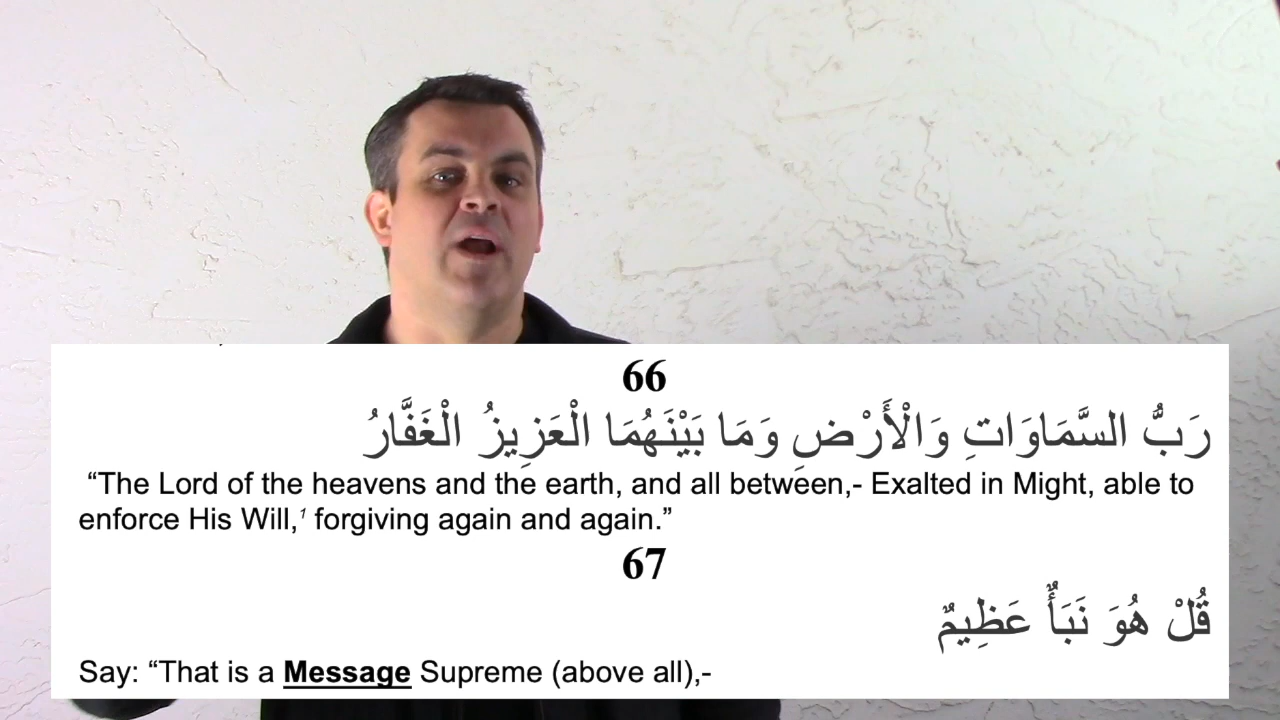 66
رَبُّ السَّمَاوَاتِ وَالْأَرْضِ وَمَا بَيْنَهُمَا الْعَزِيزُ الْغَفَّارُ
“The Lord of the heavens and the earth, and all between,- Exalted in Might, able to
enforce His Will,¹ forgiving again and again.”
67
قُلْ هُوَ نَبَأٌ عَظِيمٌ
Say: “That is a Message Supreme (above all),-